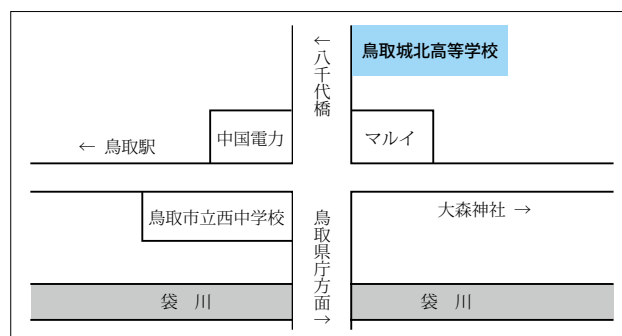 ←八千代橋
鳥取城北高等学校
← 鳥取駅
中国電力
マルイ
鳥取市立西中学校
鳥取県庁方面→
大森神社 →
袋 川
袋 川